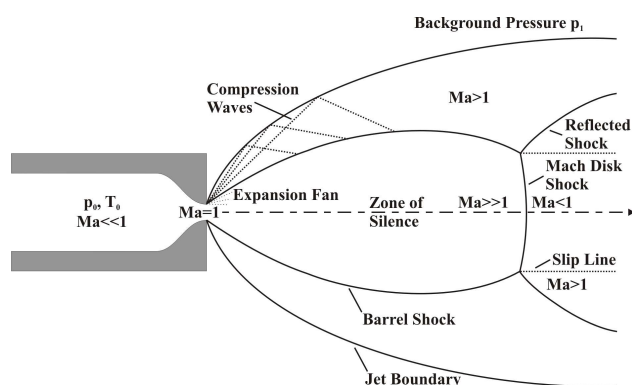 Background Pressure p₁
Compression
Waves
Ma>1
Reflected
Shock
Mach Disk
Shock
p₀, T₀
Ma<<1
Ma=1
Expansion Fan
Zone of
Silence
Ma>>1
Ma<1
Slip Line
Ma>1
Barrel Shock
Jet Boundary